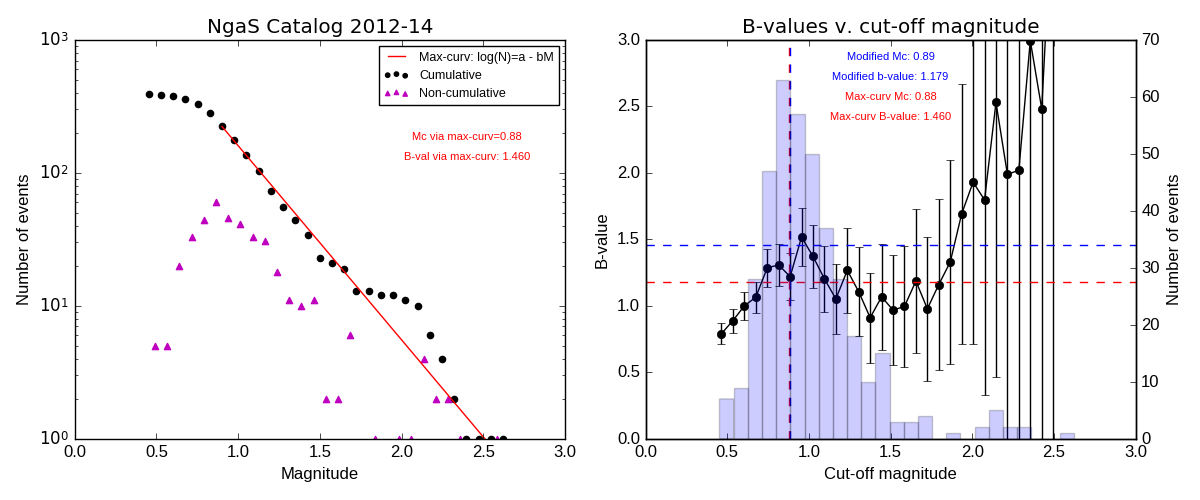 NgaS Catalog 2012-14
Number of events
10³
10²
10¹
10⁰
Max-curv: log(N)=a - bM
Cumulative
Non-cumulative
Mc via max-curv=0.88
B-val via max-curv: 1.460
0.0 0.5 1.0 1.5 2.0 2.5 3.0
Magnitude
B-values v. cut-off magnitude
B-value
3.0
2.5
2.0
1.5
1.0
0.5
0.0
Modified Mc: 0.89
Modified b-value: 1.179
Max-curv Mc: 0.88
Max-curv B-value: 1.460
70
60
50
40
30
20
10
0
Number of events
0.0 0.5 1.0 1.5 2.0 2.5 3.0
Cut-off magnitude